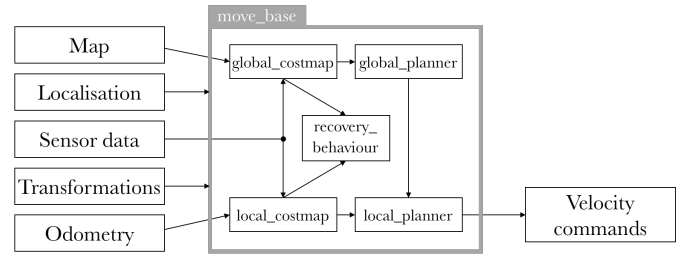 move_base
Map
global_costmap
global_planner
Localisation
Sensor data
recovery_
behaviour
Transformations
Odometry
local_costmap
local_planner
Velocity
commands